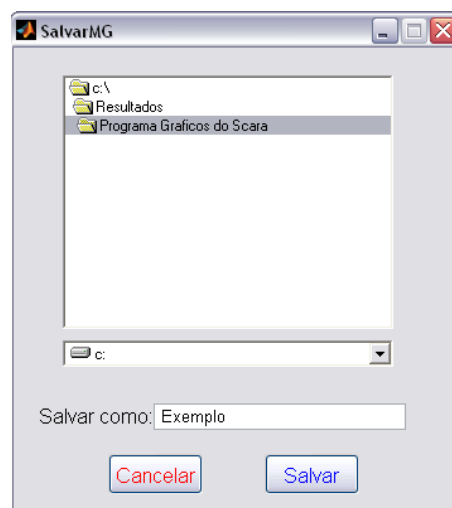 SalvarMG
c:\
Resultados
Programa Graficos do Scara
c:
Salvar como: Exemplo
Cancelar Salvar